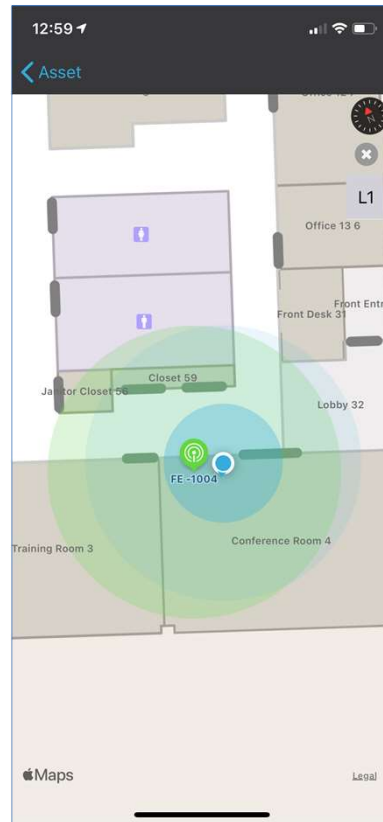 12:59
Asset
L1
Office 13 6
Front Entr
Front Desk 31
Closet 59
Janitor Closet 56
Lobby 32
FE -1004
Training Room 3
Conference Room 4
Maps
Legal